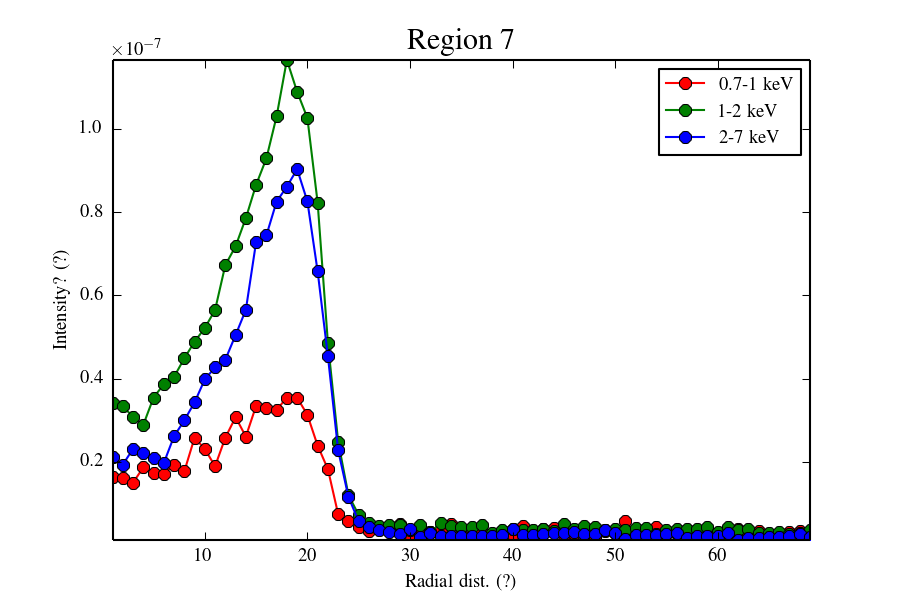 Region 7
×10⁻⁷
0.7-1 keV
1-2 keV
2-7 keV
1.0
0.8
0.6
0.4
0.2
Intensity? (?)
10 20 30 40 50 60
Radial dist. (?)